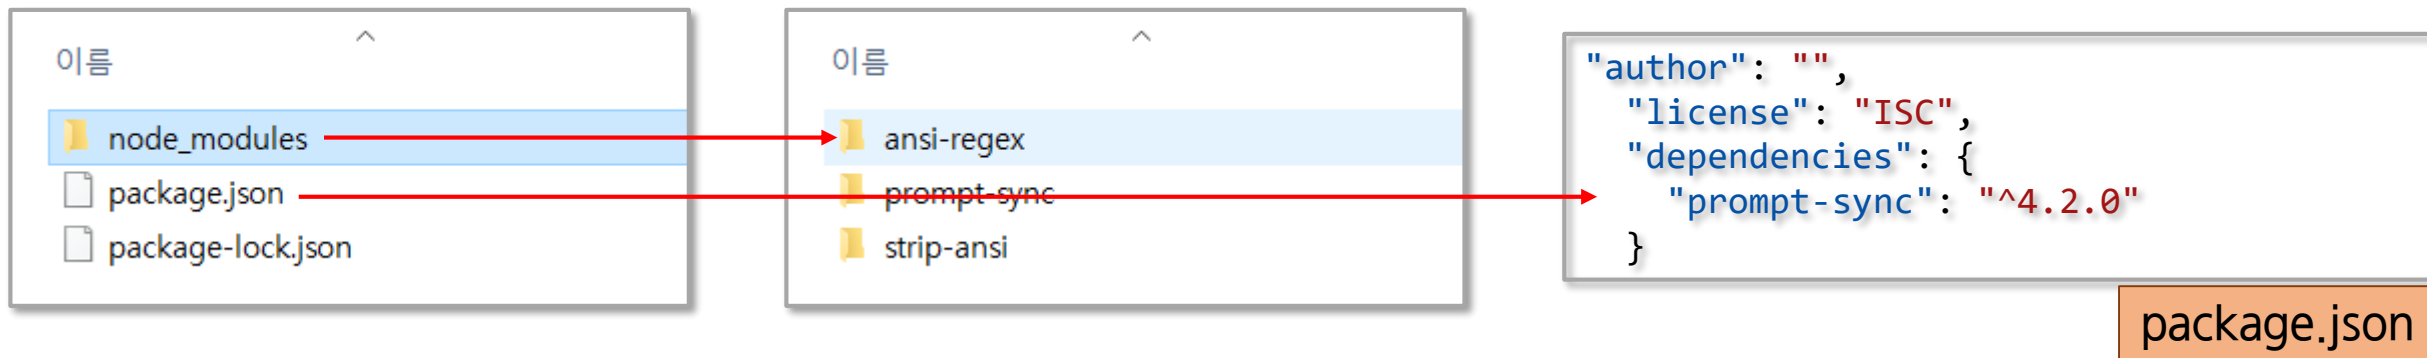 이름
node_modules
package.json
package-lock.json
이름
ansi-regex
prompt-sync
strip-ansi
"author": "",
"license": "ISC",
"dependencies": {
"prompt-sync": "^4.2.0"
}
package.json